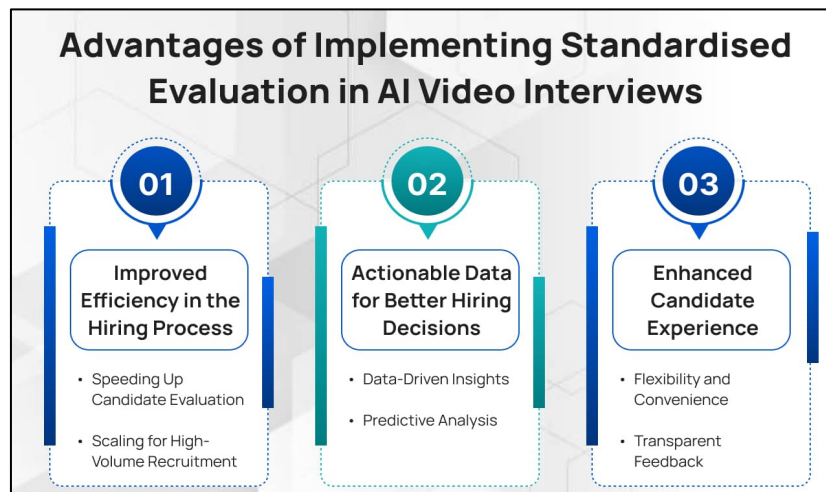 Advantages of Implementing Standardised
Evaluation in AI Video Interviews
01
Improved
Efficiency in the
Hiring Process
• Speeding Up
Candidate Evaluation
• Scaling for High-
Volume Recruitment
02
Actionable Data
for Better Hiring
Decisions
• Data-Driven Insights
• Predictive Analysis
03
Enhanced
Candidate
Experience
• Flexibility and
Convenience
• Transparent
Feedback